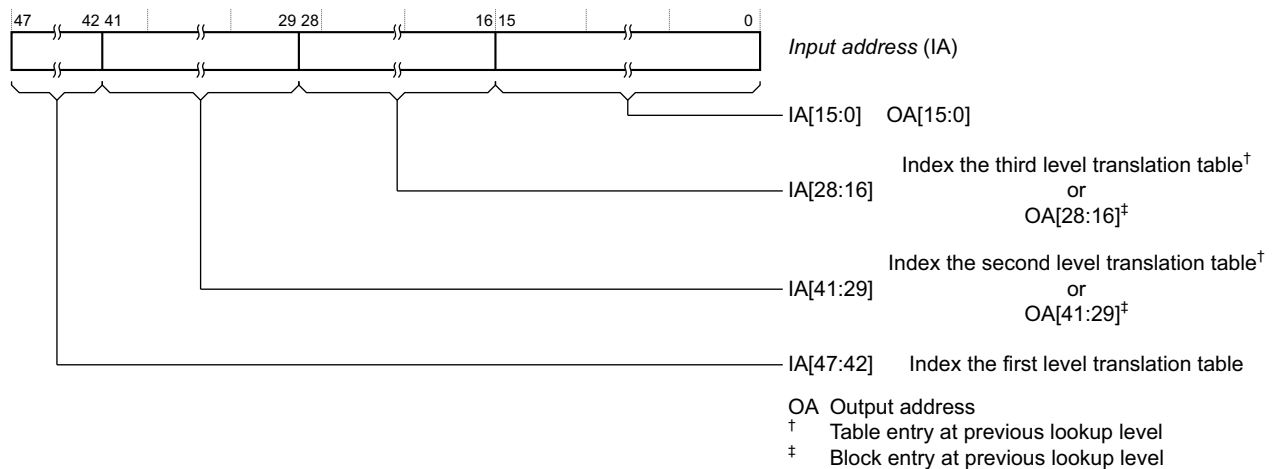 47 42 41 29 28 16 15 0
Input address (IA)
IA[15:0] OA[15:0]
Index the third level translation table†
IA[28:16] or
OA[28:16]‡
Index the second level translation table†
IA[41:29] or
OA[41:29]‡
IA[47:42] Index the first level translation table
OA Output address
† Table entry at previous lookup level
‡ Block entry at previous lookup level